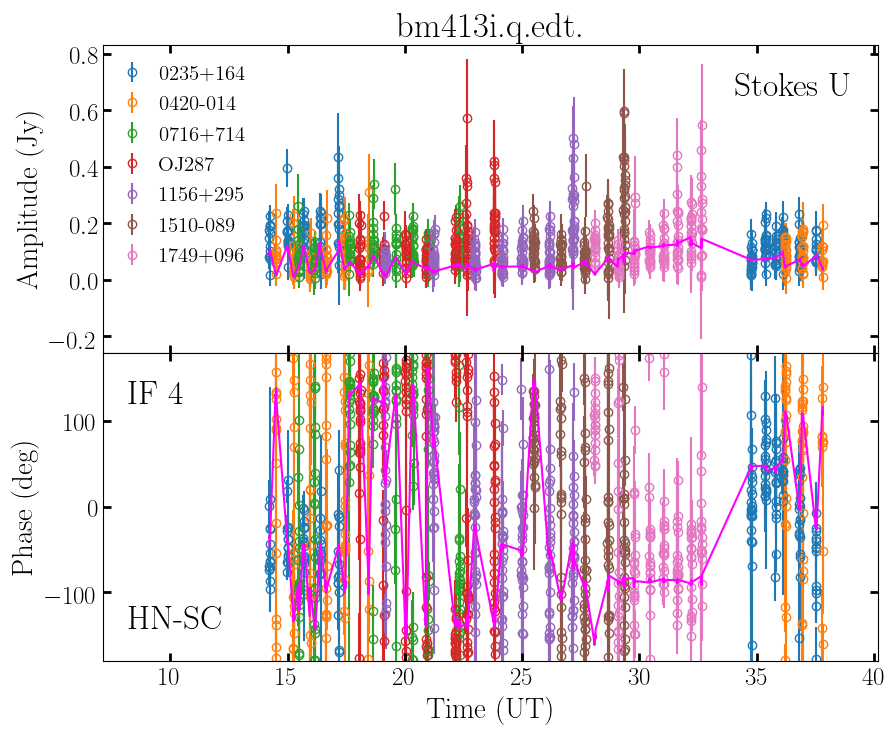 bm413i.q.edt.
Stokes U
0235+164
0420-014
0716+714
OJ287
1156+295
1510-089
1749+096
0.8
0.6
0.4
0.2
0.0
−0.2
Amplitude (Jy)
IF 4
HN-SC
100
0
−100
Phase (deg)
10 15 20 25 30 35 40
Time (UT)